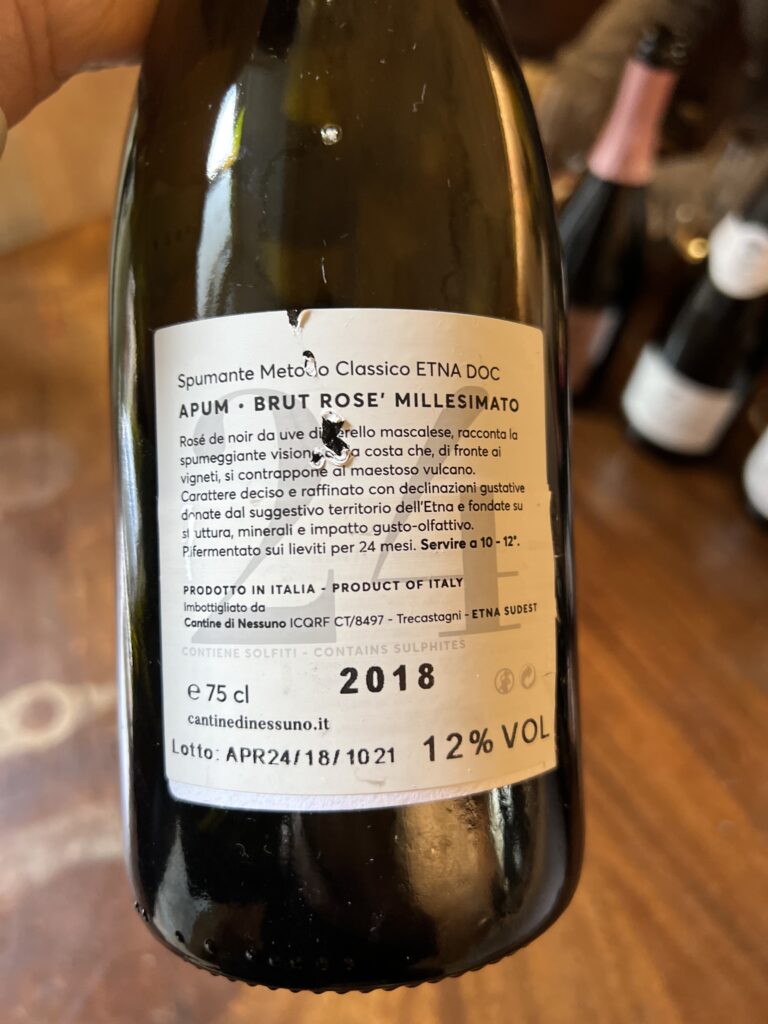 Spumante Metodo Classico ETNA DOC
APUM • BRUT ROSE' MILLESIMATO
Rosé de noir da uve di erello mascalese, racconta la
spumeggiante vision a costa che, di fronte ai
vigneti, si contrappone al maestoso vulcano.
Carattere deciso e raffinato con declinazioni gustative
donate dal suggestivo territorio dell'Etna e fondate su
struttura, minerali e impatto gusto-olfattivo.
Rifermentato sui lieviti per 24 mesi. Servire a 10 - 12°.
24
PRODOTTO IN ITALIA - PRODUCT OF ITALY
Imbottigliato da
Cantine di Nessuno ICQRF CT/8497 - Trecastagni - ETNA SUDEST
CONTIENE SOLFITI - CONTAINS SULPHITES
2018
℮ 75 cl
cantinedinessuno.it
Lotto: APR24/18/1021 12% VOL